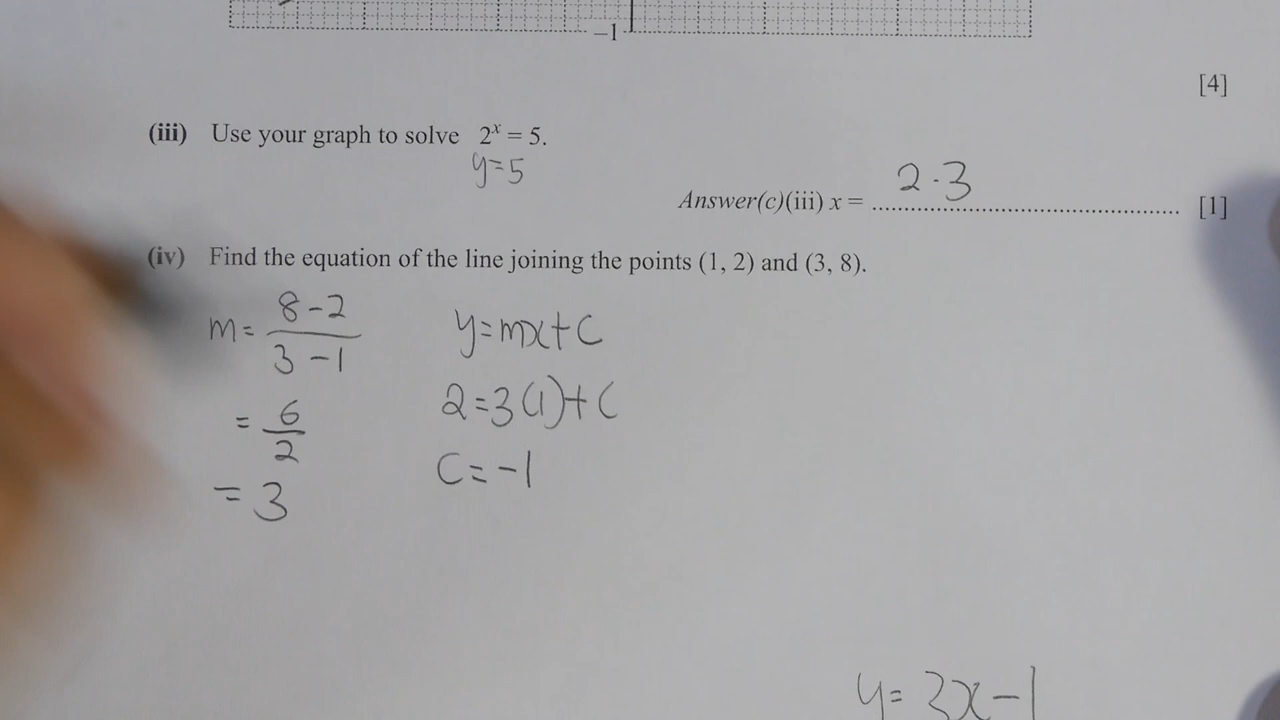 –1
[4]
(iii) Use your graph to solve 2ˣ = 5.
y=5
2.3
Answer(c)(iii) x = ........................................ [1]
(iv) Find the equation of the line joining the points (1, 2) and (3, 8).
m= 8-2 / 3-1
= 6/2
= 3
y=mx+C
2=3(1)+C
C=-1
y= 3x-1